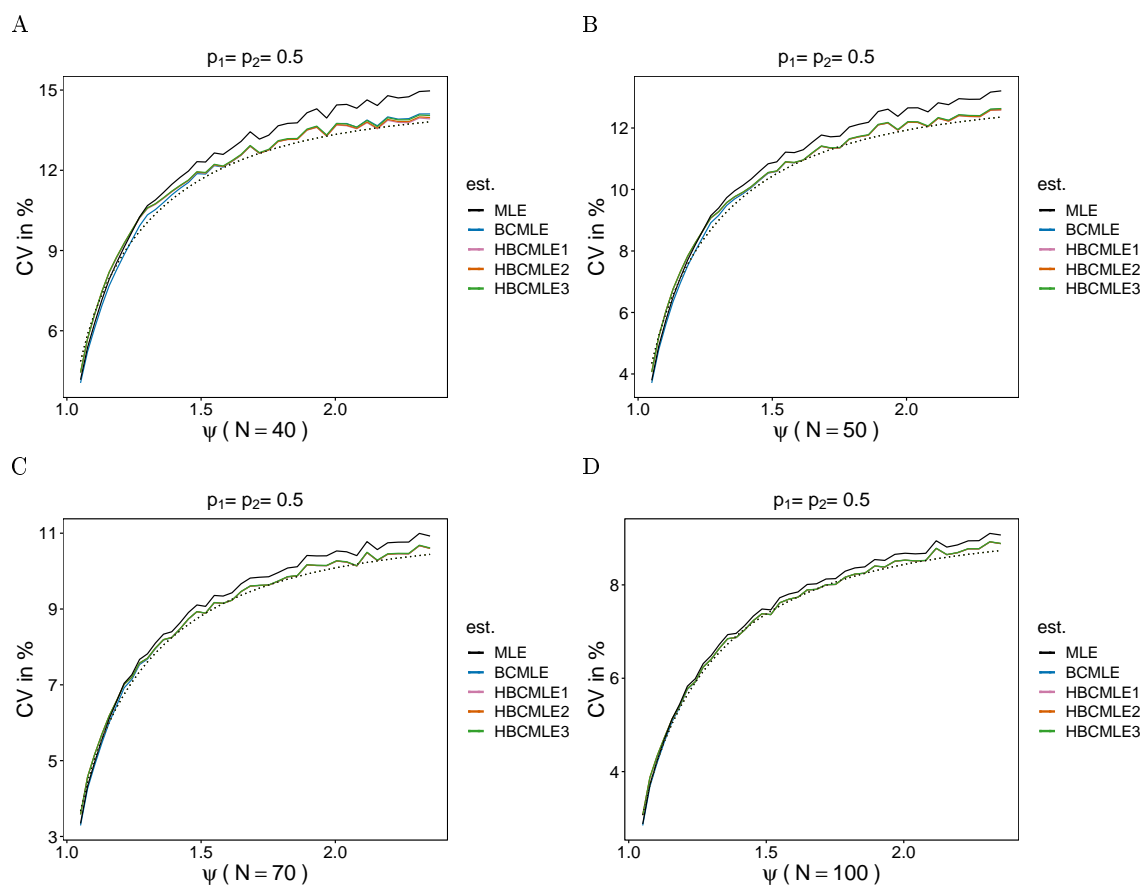 A
p₁= p₂= 0.5
CV in %
15
12
9
6
1.0 1.5 2.0
ψ ( N = 40 )
est.
MLE
BCMLE
HBCMLE1
HBCMLE2
HBCMLE3
B
p₁= p₂= 0.5
CV in %
12
10
8
6
4
1.0 1.5 2.0
ψ ( N = 50 )
est.
MLE
BCMLE
HBCMLE1
HBCMLE2
HBCMLE3
C
p₁= p₂= 0.5
CV in %
11
9
7
5
3
1.0 1.5 2.0
ψ ( N = 70 )
est.
MLE
BCMLE
HBCMLE1
HBCMLE2
HBCMLE3
D
p₁= p₂= 0.5
CV in %
8
6
4
1.0 1.5 2.0
ψ ( N = 100 )
est.
MLE
BCMLE
HBCMLE1
HBCMLE2
HBCMLE3